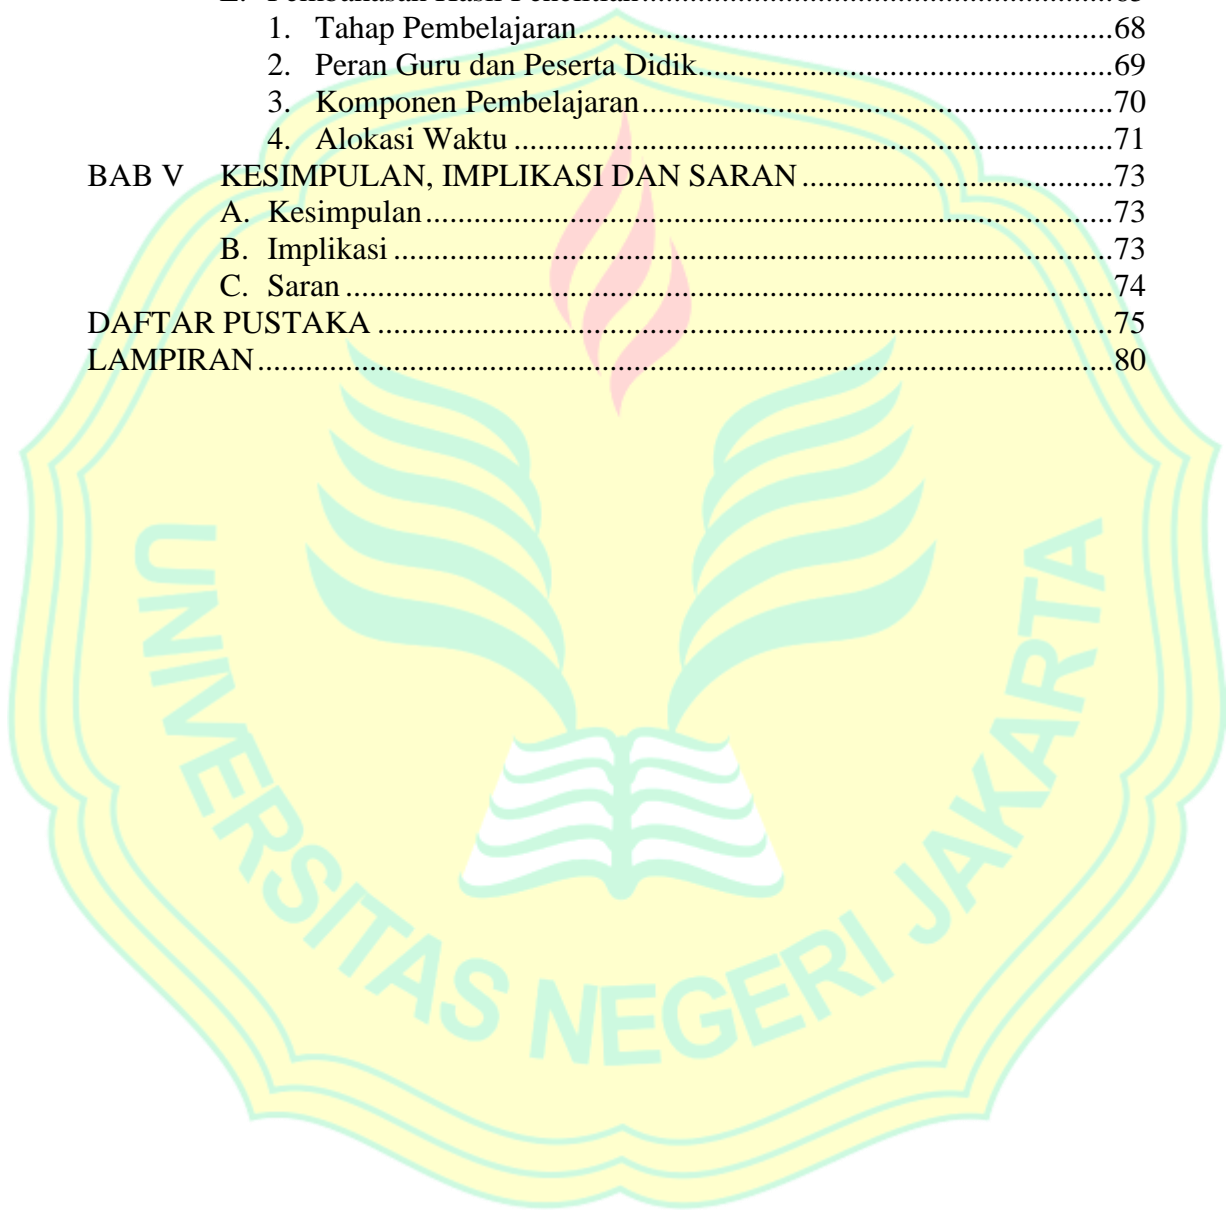 1. Tahap Pembelajaran....................................................................68
2. Peran Guru dan Peserta Didik....................................................69
3. Komponen Pembelajaran...........................................................70
4. Alokasi Waktu ...........................................................................71
BAB V KESIMPULAN, IMPLIKASI DAN SARAN.......................................73
A. Kesimpulan......................................................................................73
B. Implikasi ..........................................................................................73
C. Saran ................................................................................................74
DAFTAR PUSTAKA ............................................................................................75
LAMPIRAN...........................................................................................................80
UNIVERSITAS NEGERI JAKARTA